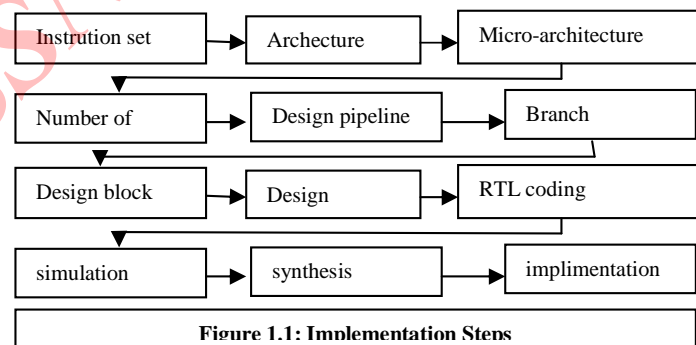 Instrution set
Archecture
Micro-architecture
Number of
Design pipeline
Branch
Design block
Design
RTL coding
simulation
synthesis
implimentation
Figure 1.1: Implementation Steps